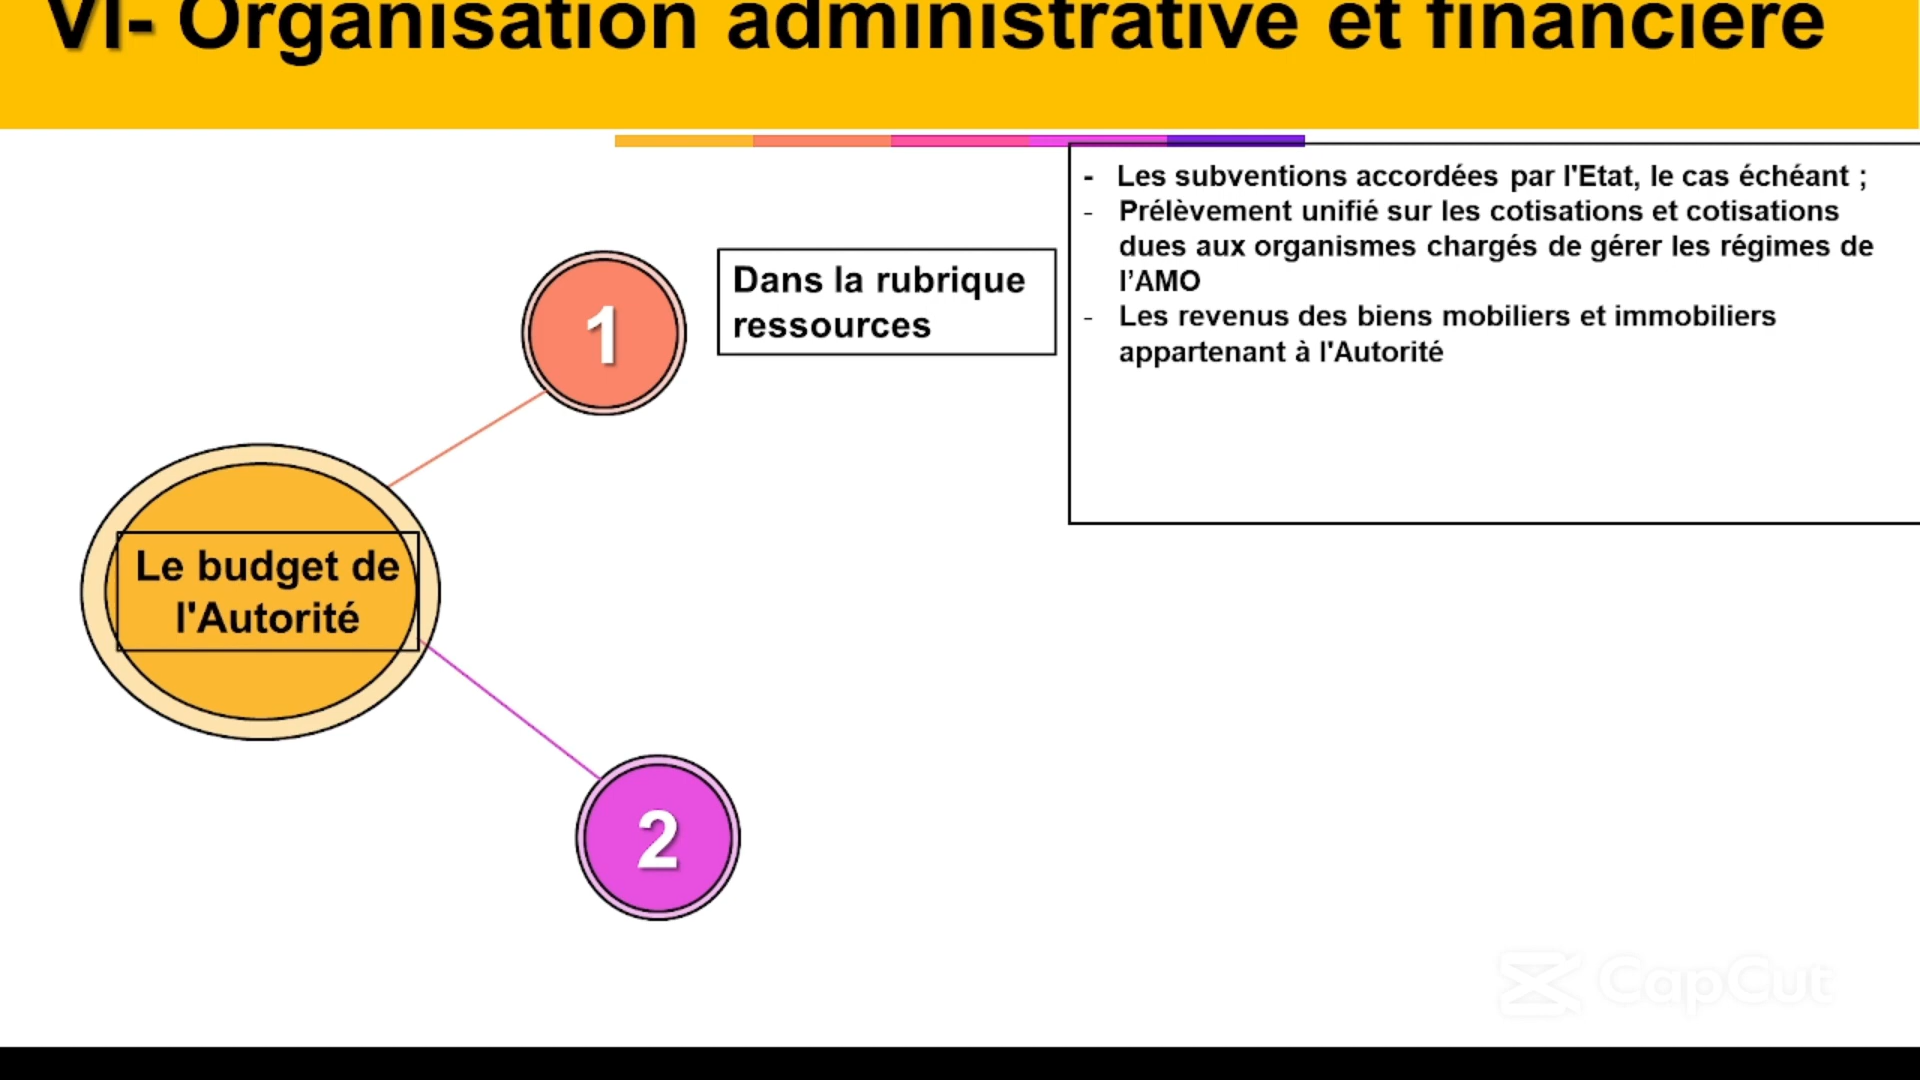 VI- Organisation administrative et financière
- Les subventions accordées par l'Etat, le cas échéant ;
- Prélèvement unifié sur les cotisations et cotisations
dues aux organismes chargés de gérer les régimes de
l’AMO
- Les revenus des biens mobiliers et immobiliers
appartenant à l'Autorité
Dans la rubrique
ressources
1
Le budget de
l'Autorité
2
CapCut